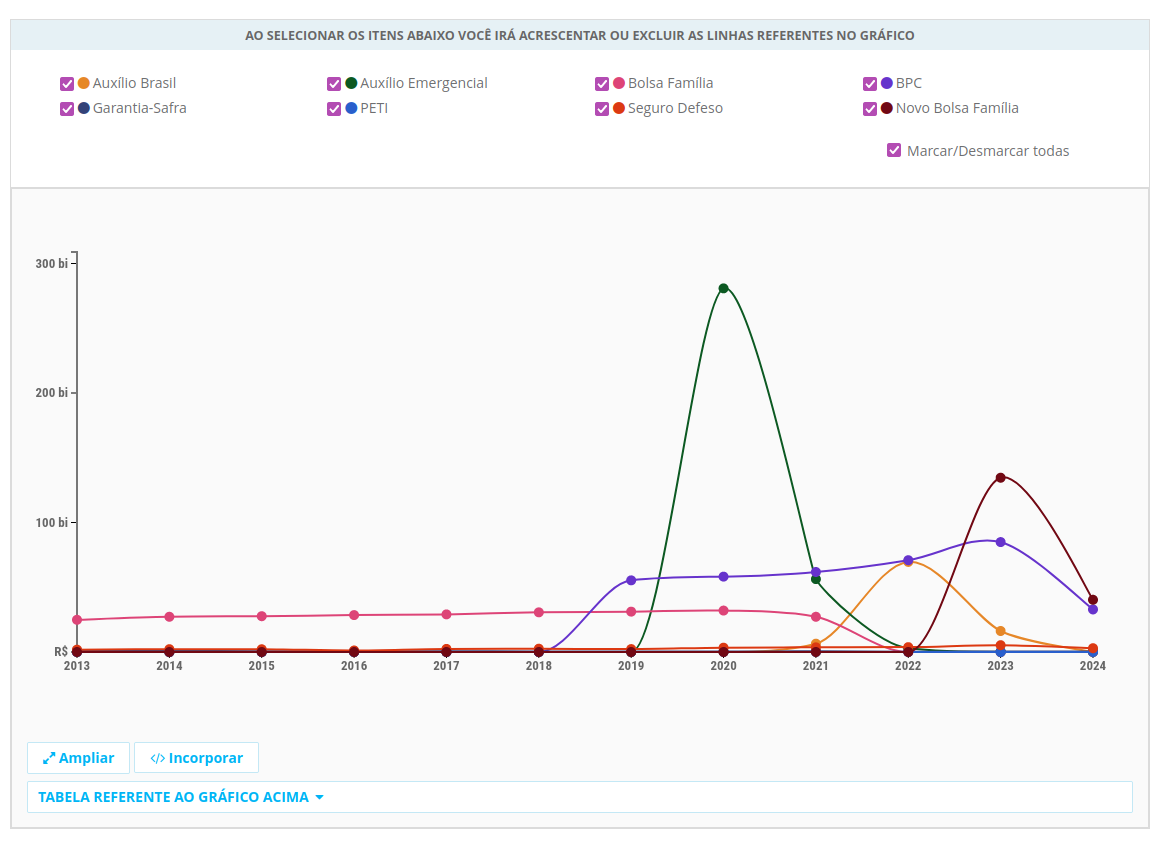 AO SELECIONAR OS ITENS ABAIXO VOCÊ IRÁ ACRESCENTAR OU EXCLUIR AS LINHAS REFERENTES NO GRÁFICO
Auxílio Brasil Auxílio Emergencial Bolsa Família BPC
Garantia-Safra PETI Seguro Defeso Novo Bolsa Família
Marcar/Desmarcar todas
300 bi
200 bi
100 bi
R$
2013 2014 2015 2016 2017 2018 2019 2020 2021 2022 2023 2024
Ampliar </> Incorporar
TABELA REFERENTE AO GRÁFICO ACIMA